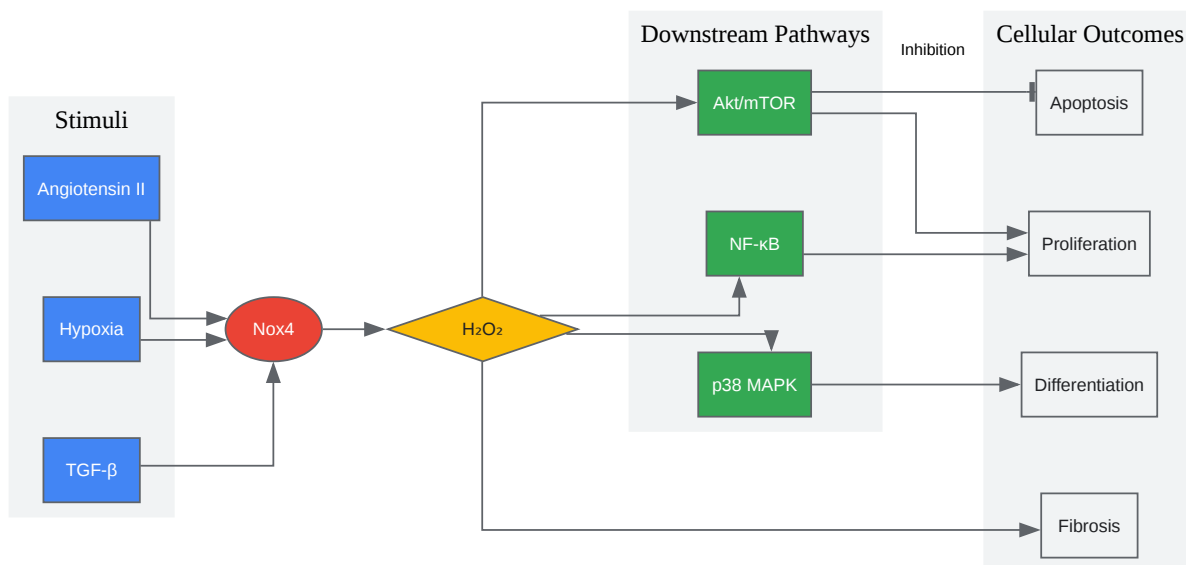 Stimuli
Angiotensin II
Hypoxia
TGF-β
Nox4
H₂O₂
Downstream Pathways
Akt/mTOR
NF-κB
p38 MAPK
Inhibition
Cellular Outcomes
Apoptosis
Proliferation
Differentiation
Fibrosis